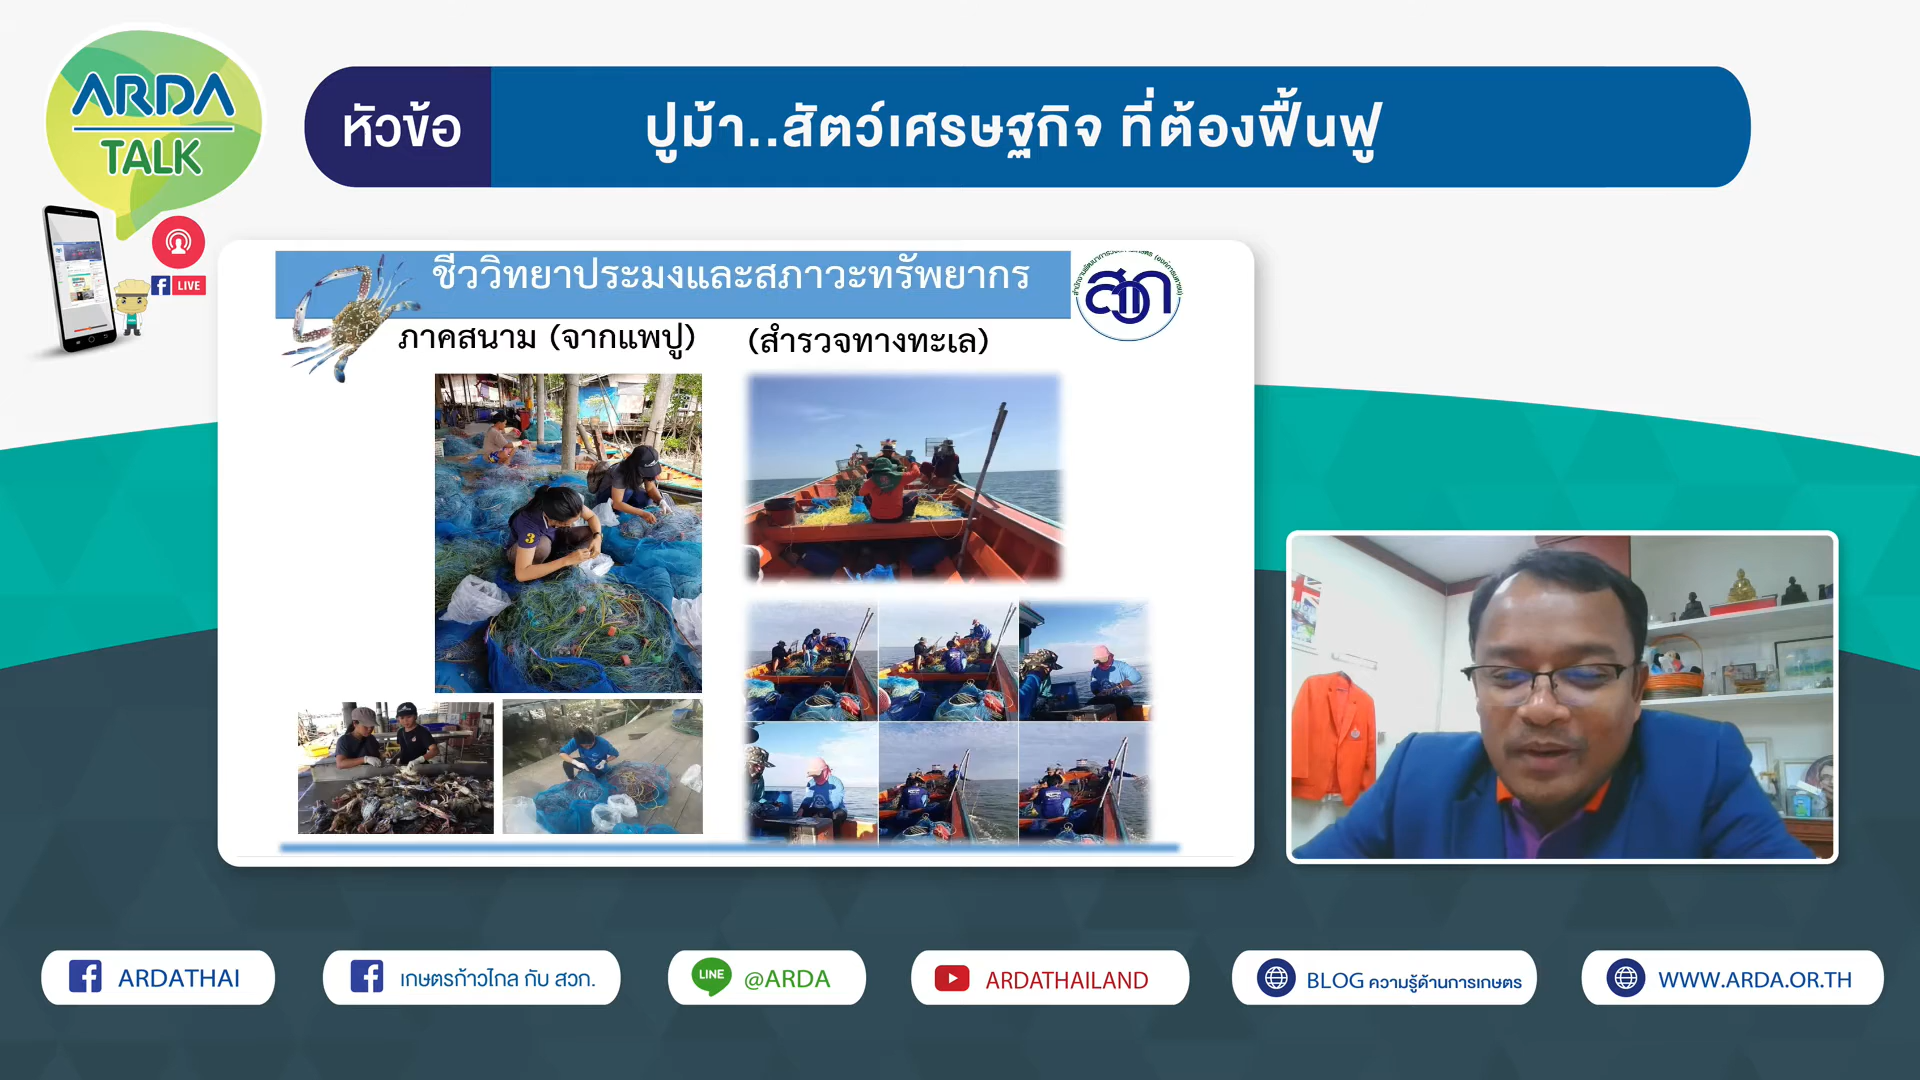 ARDA
TALK
LIVE
หัวข้อ
ปูม้า..สัตว์เศรษฐกิจ ที่ต้องฟื้นฟู
ชีววิทยาประมงและสภาวะทรัพยากร
สวก
ภาคสนาม (จากแพปู)
(สำรวจทางทะเล)
3
ARDATHAI
เกษตรก้าวไกล กับ สวก.
LINE
@ARDA
ARDATHAILAND
BLOG ความรู้ด้านการเกษตร
WWW.ARDA.OR.TH